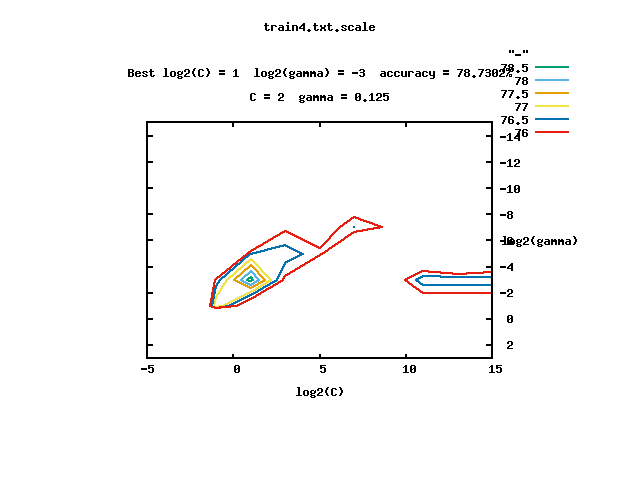 train4.txt.scale
"-"
Best log2(C) = 1  log2(gamma) = -3  accuracy = 78.7302%
78.5
78
77.5
77
76.5
76
C = 2  gamma = 0.125
-14
-12
-10
-8
-6
log2(gamma)
-4
-2
0
2
-5 0 5 10 15
log2(C)